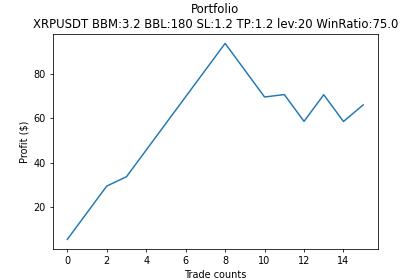 Portfolio
XRPUSDT BBM:3.2 BBL:180 SL:1.2 TP:1.2 lev:20 WinRatio:75.0
80
60
40
20
Profit ($)
0 2 4 6 8 10 12 14
Trade counts